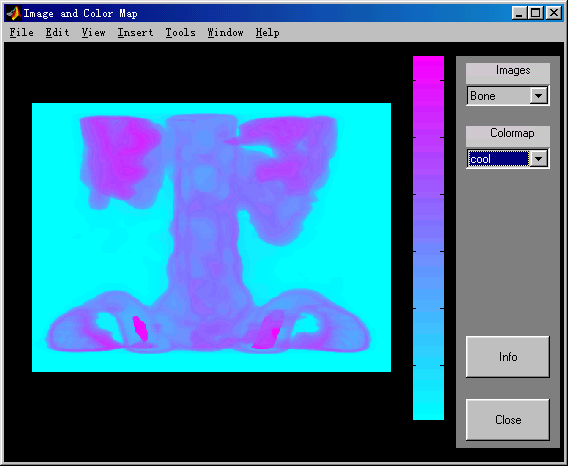 Image and Color Map
File Edit View Insert Tools Window Help
Images
Bone
Colormap
cool
Info
Close